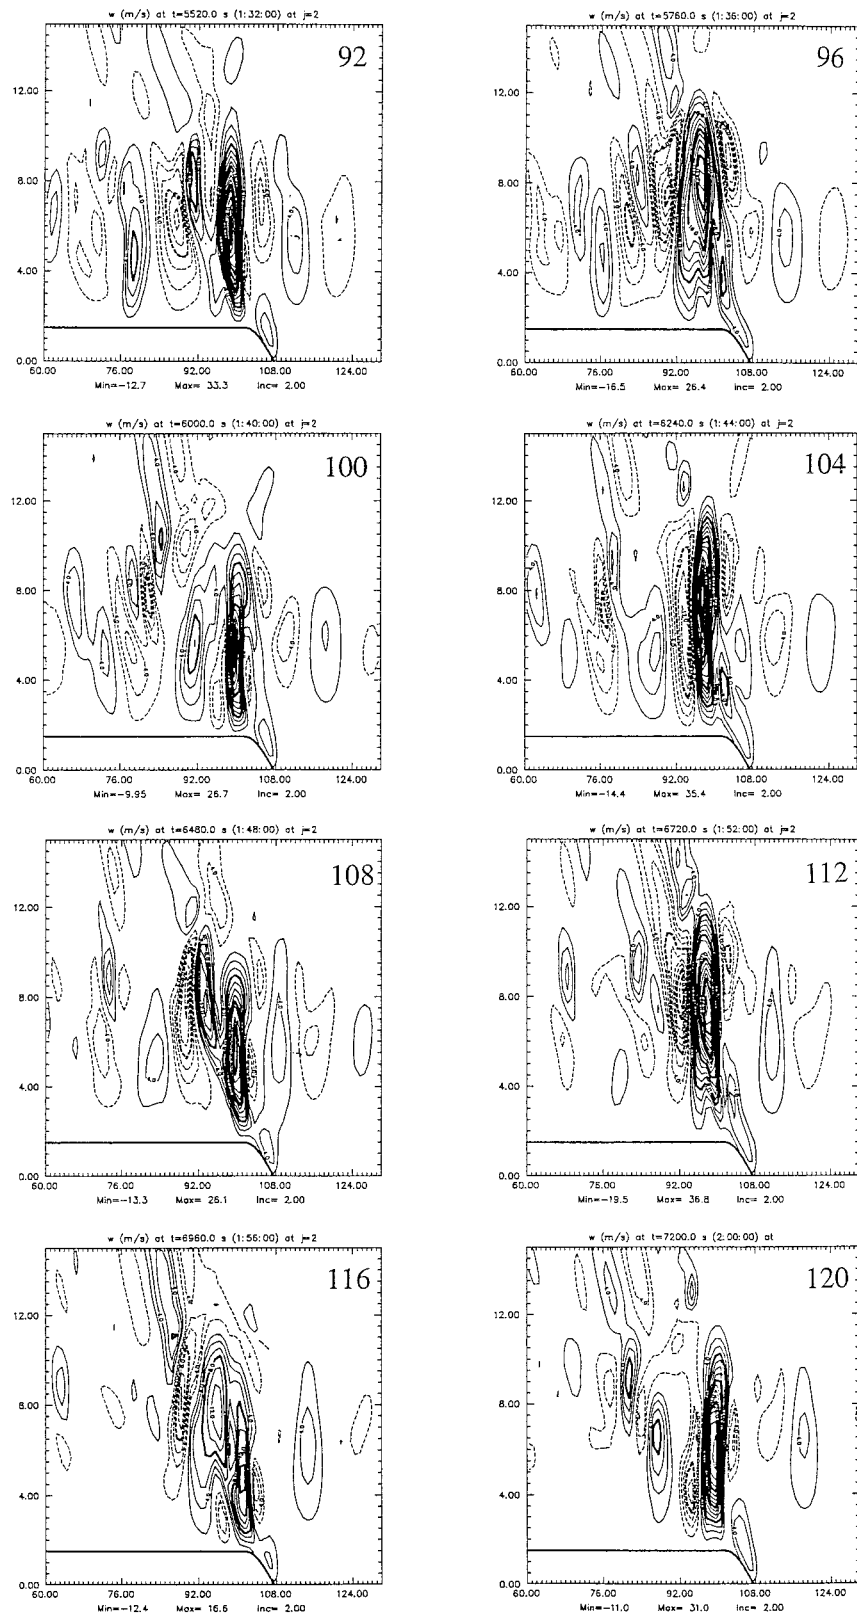 w (m/s) at t=5520.0 s (1:32:00) at j=2
92
12.00
8.00
4.00
0.00
60.00 76.00 92.00 108.00 124.00
Min=-12.7 Max= 33.3 Inc= 2.00
w (m/s) at t=5760.0 s (1:36:00) at j=2
96
12.00
8.00
4.00
0.00
60.00 76.00 92.00 108.00 124.00
Min=-16.5 Max= 26.4 Inc= 2.00
w (m/s) at t=6000.0 s (1:40:00) at j=2
100
12.00
8.00
4.00
0.00
60.00 76.00 92.00 108.00 124.00
Min=-9.95 Max= 26.7 Inc= 2.00
w (m/s) at t=6240.0 s (1:44:00) at j=2
104
12.00
8.00
4.00
0.00
60.00 76.00 92.00 108.00 124.00
Min=-14.4 Max= 35.4 Inc= 2.00
w (m/s) at t=6480.0 s (1:48:00) at j=2
108
12.00
8.00
4.00
0.00
60.00 76.00 92.00 108.00 124.00
Min=-13.3 Max= 26.1 Inc= 2.00
w (m/s) at t=6720.0 s (1:52:00) at j=2
112
12.00
8.00
4.00
0.00
60.00 76.00 92.00 108.00 124.00
Min=-19.5 Max= 36.8 Inc= 2.00
w (m/s) at t=6960.0 s (1:56:00) at j=2
116
12.00
8.00
4.00
0.00
60.00 76.00 92.00 108.00 124.00
Min=-12.4 Max= 16.6 Inc= 2.00
w (m/s) at t=7200.0 s (2:00:00) at
120
12.00
8.00
4.00
0.00
60.00 76.00 92.00 108.00 124.00
Min=-11.0 Max= 31.0 Inc= 2.00